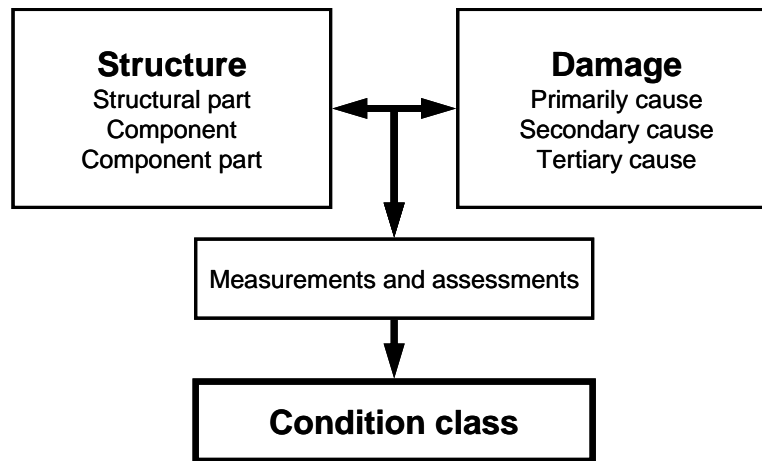 Structure
Structural part
Component
Component part
Damage
Primarily cause
Secondary cause
Tertiary cause
Measurements and assessments
Condition class